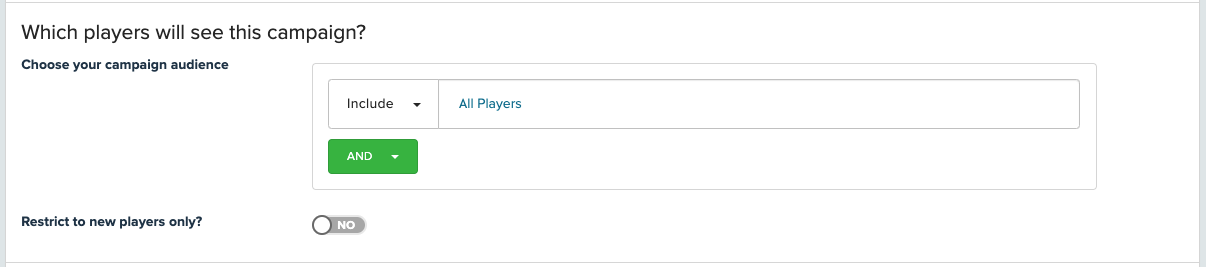 Which players will see this campaign?
Choose your campaign audience
Include
All Players
AND
Restrict to new players only?
NO